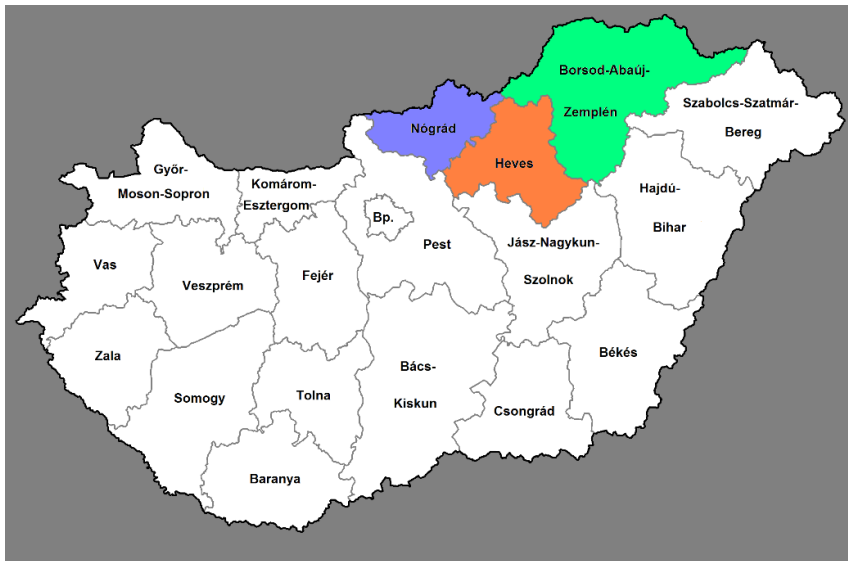 Borsod-Abaúj-
Zemplén
Szabolcs-Szatmár-
Bereg
Nógrád
Heves
Győr-
Moson-Sopron
Komárom-
Esztergom
Hajdú-
Bihar
Bp.
Pest
Jász-Nagykun-
Szolnok
Vas
Veszprém
Fejér
Zala
Somogy
Tolna
Bács-
Kiskun
Békés
Csongrád
Baranya